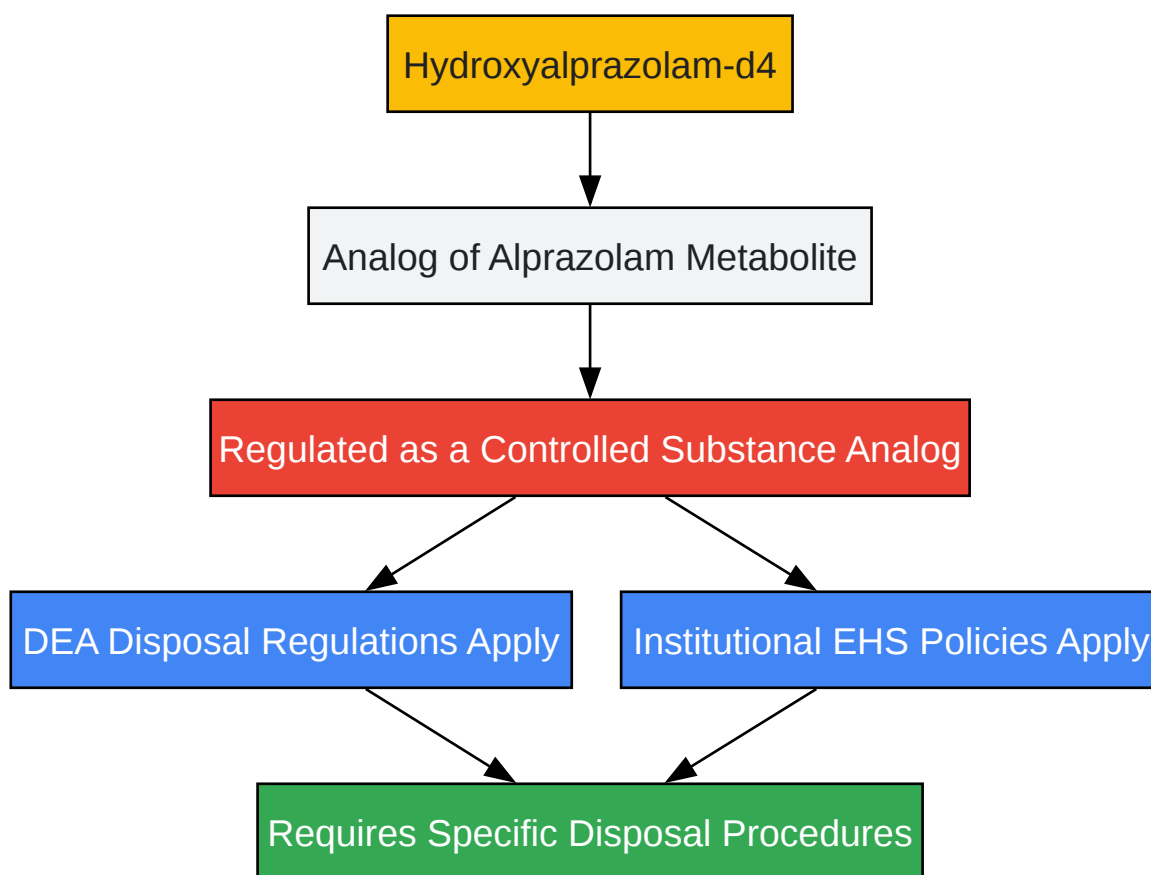 Hydroxyalprazolam-d4
Analog of Alprazolam Metabolite
Regulated as a Controlled Substance Analog
DEA Disposal Regulations Apply
Institutional EHS Policies Apply
Requires Specific Disposal Procedures